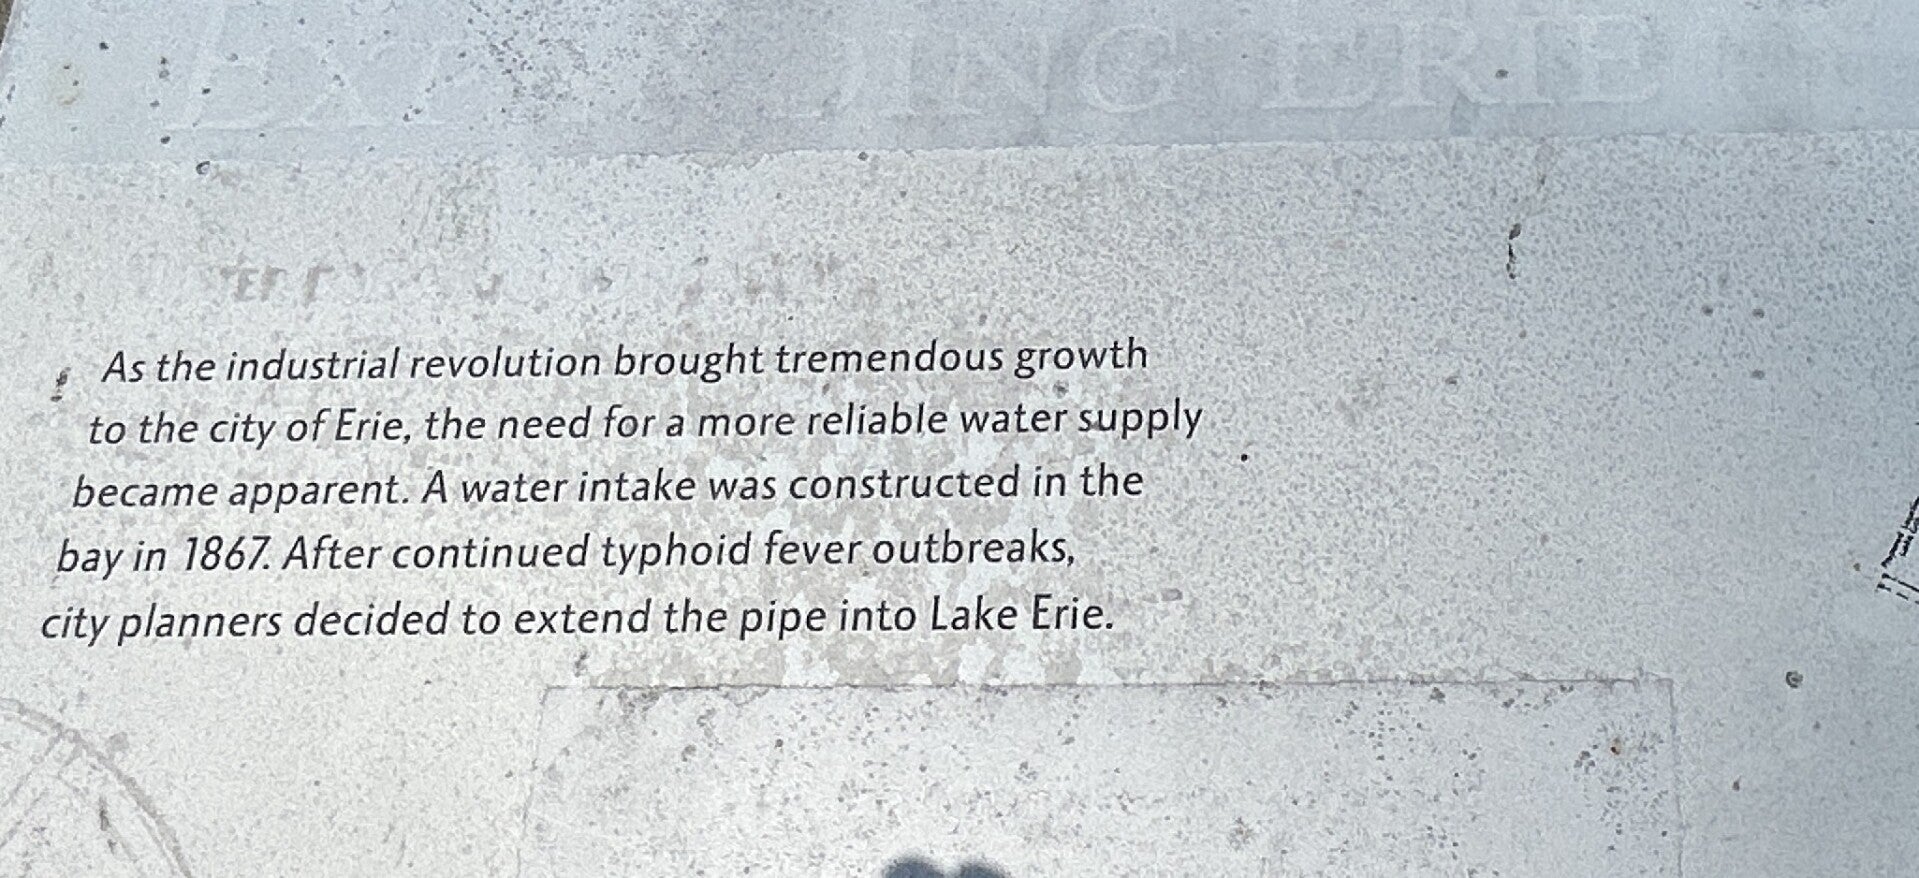 ERIE
As the industrial revolution brought tremendous growth
to the city of Erie, the need for a more reliable water supply
became apparent. A water intake was constructed in the
bay in 1867. After continued typhoid fever outbreaks,
city planners decided to extend the pipe into Lake Erie.